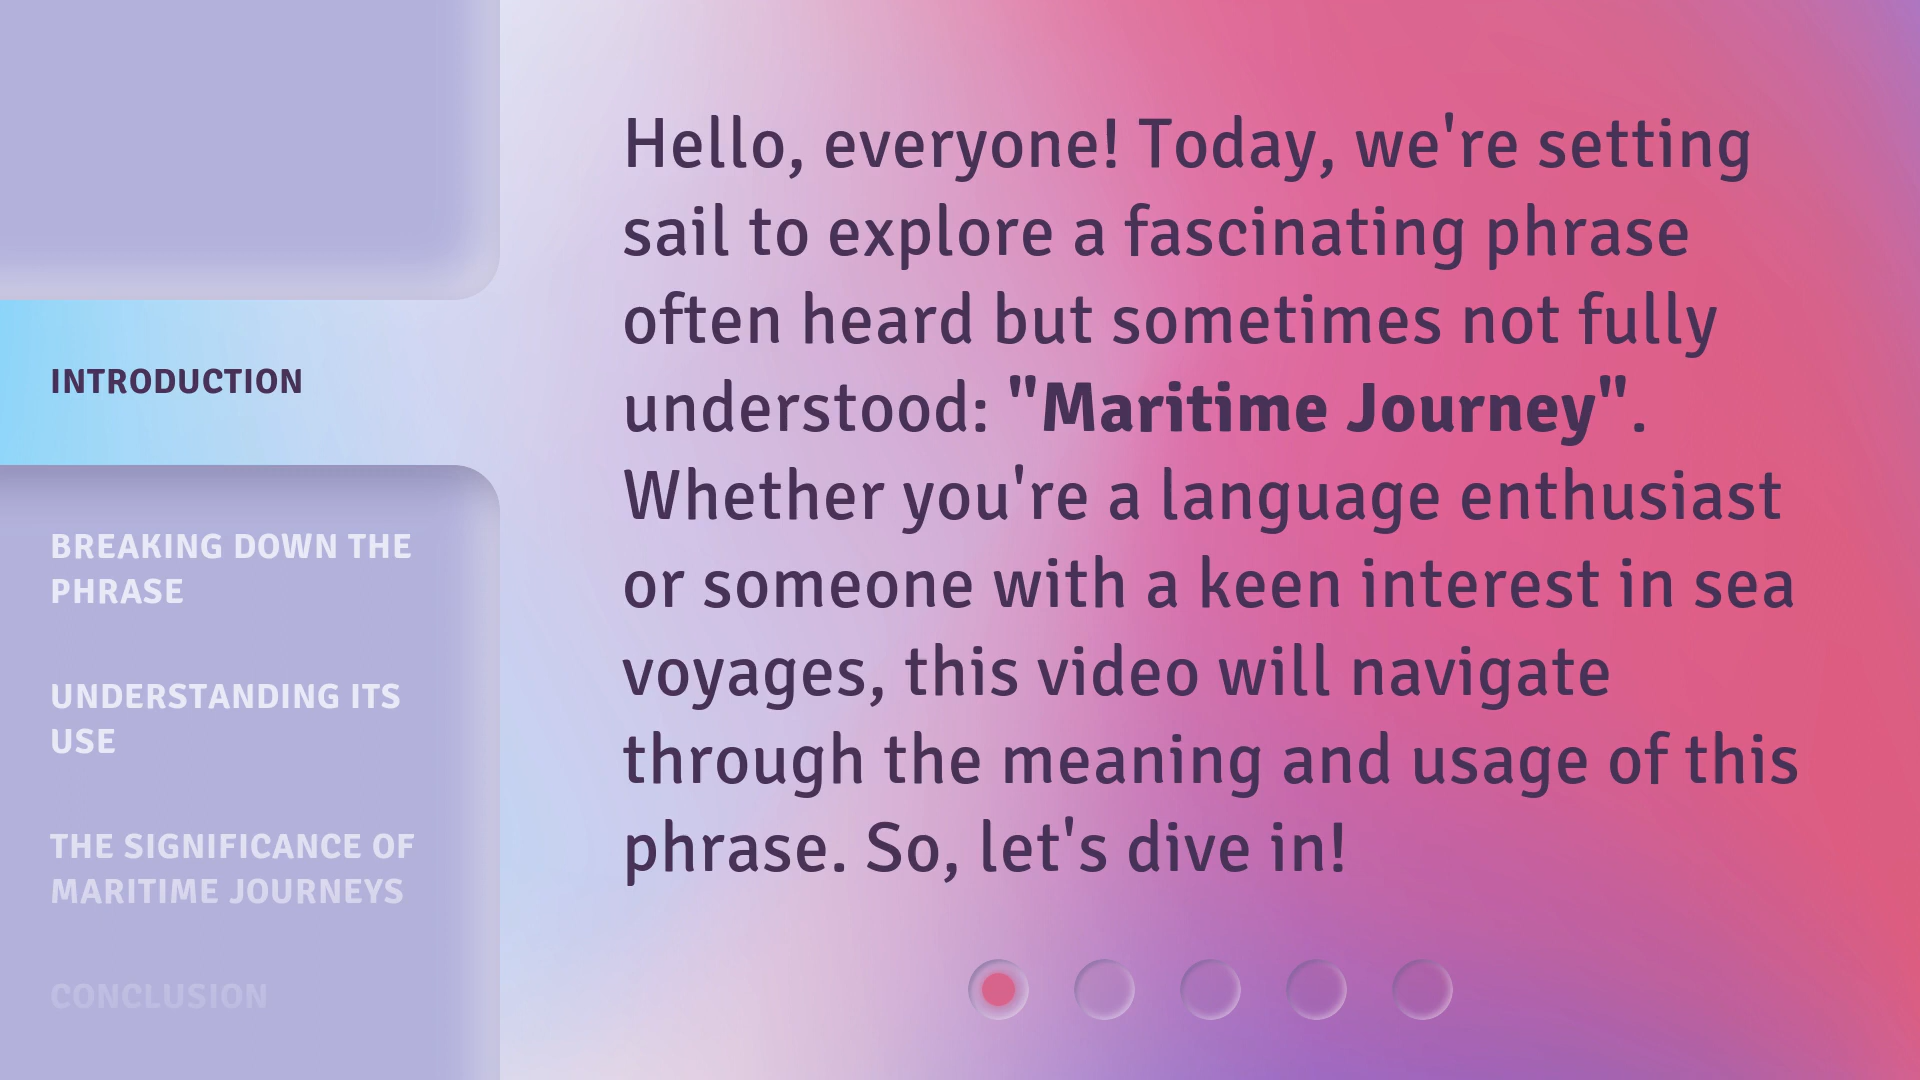 INTRODUCTION
BREAKING DOWN THE
PHRASE
UNDERSTANDING ITS
USE
THE SIGNIFICANCE OF
MARITIME JOURNEYS
CONCLUSION
Hello, everyone! Today, we're setting
sail to explore a fascinating phrase
often heard but sometimes not fully
understood: "Maritime Journey".
Whether you're a language enthusiast
or someone with a keen interest in sea
voyages, this video will navigate
through the meaning and usage of this
phrase. So, let's dive in!